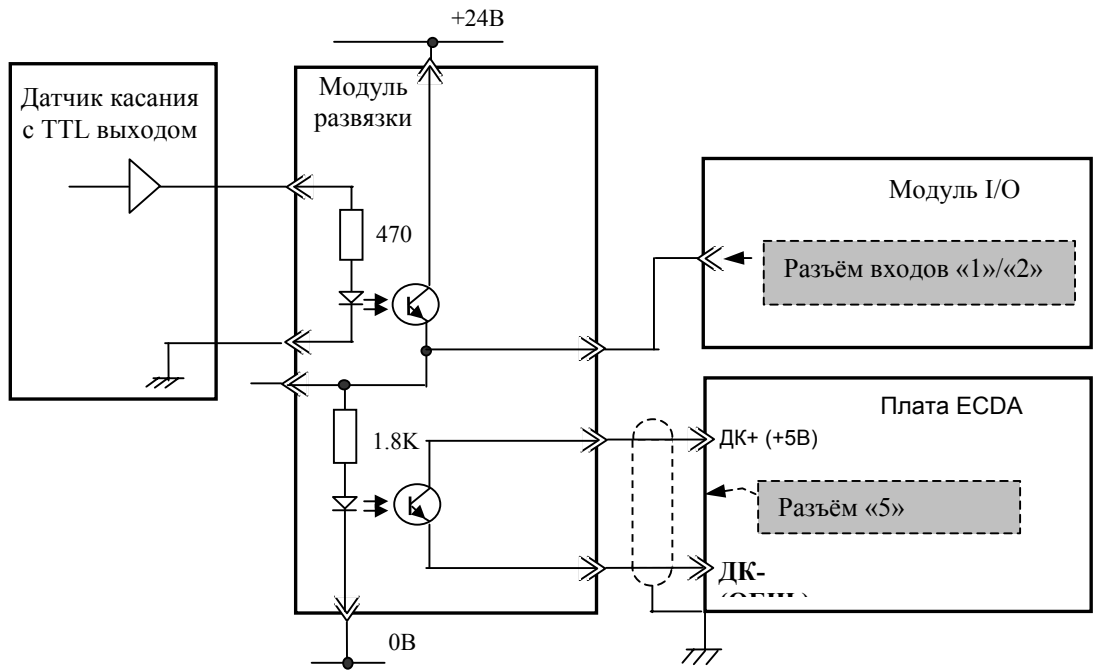 +24В
Датчик касания
с TTL выходом
Модуль
развязки
470
Модуль I/O
Разъём входов «1»/«2»
1.8K
Плата ECDA
ДК+ (+5В)
Разъём «5»
ДК-
0В